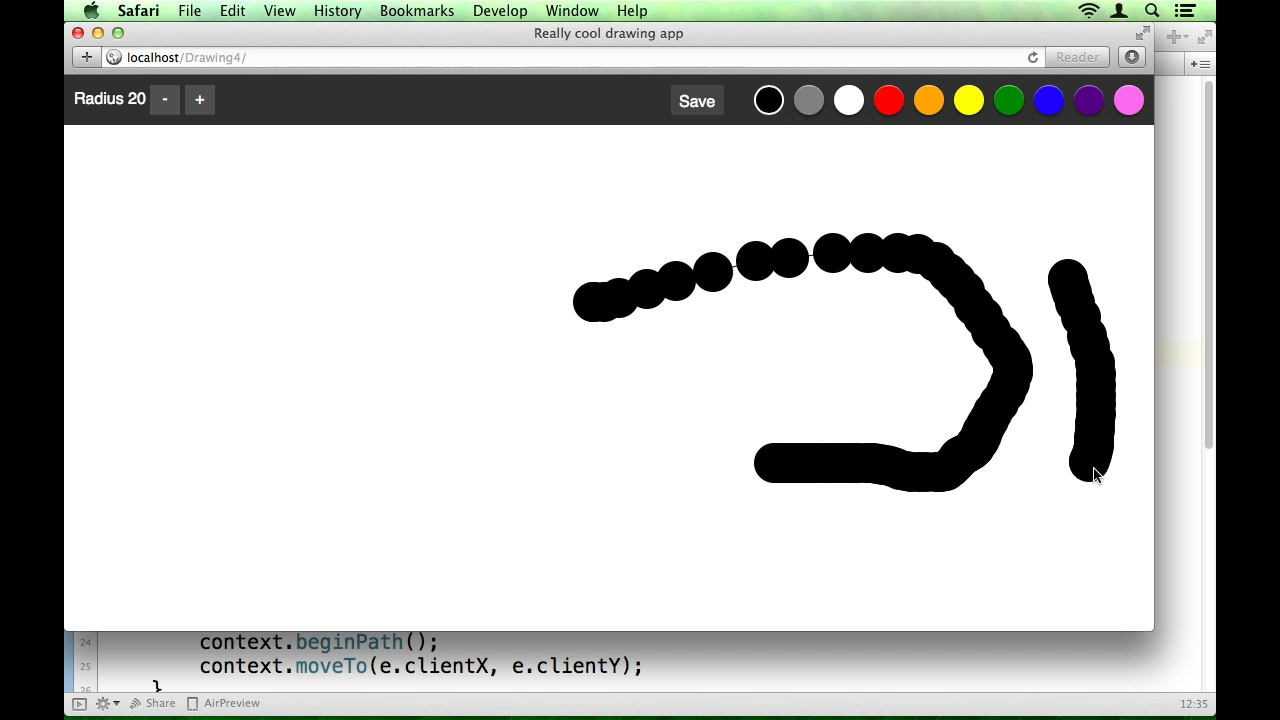 Safari File Edit View History Bookmarks Develop Window Help
Really cool drawing app
+ localhost/Drawing4/ Reader
Radius 20 - + Save
24 context.beginPath();
25 context.moveTo(e.clientX, e.clientY);
26 }
Share AirPreview 12:35